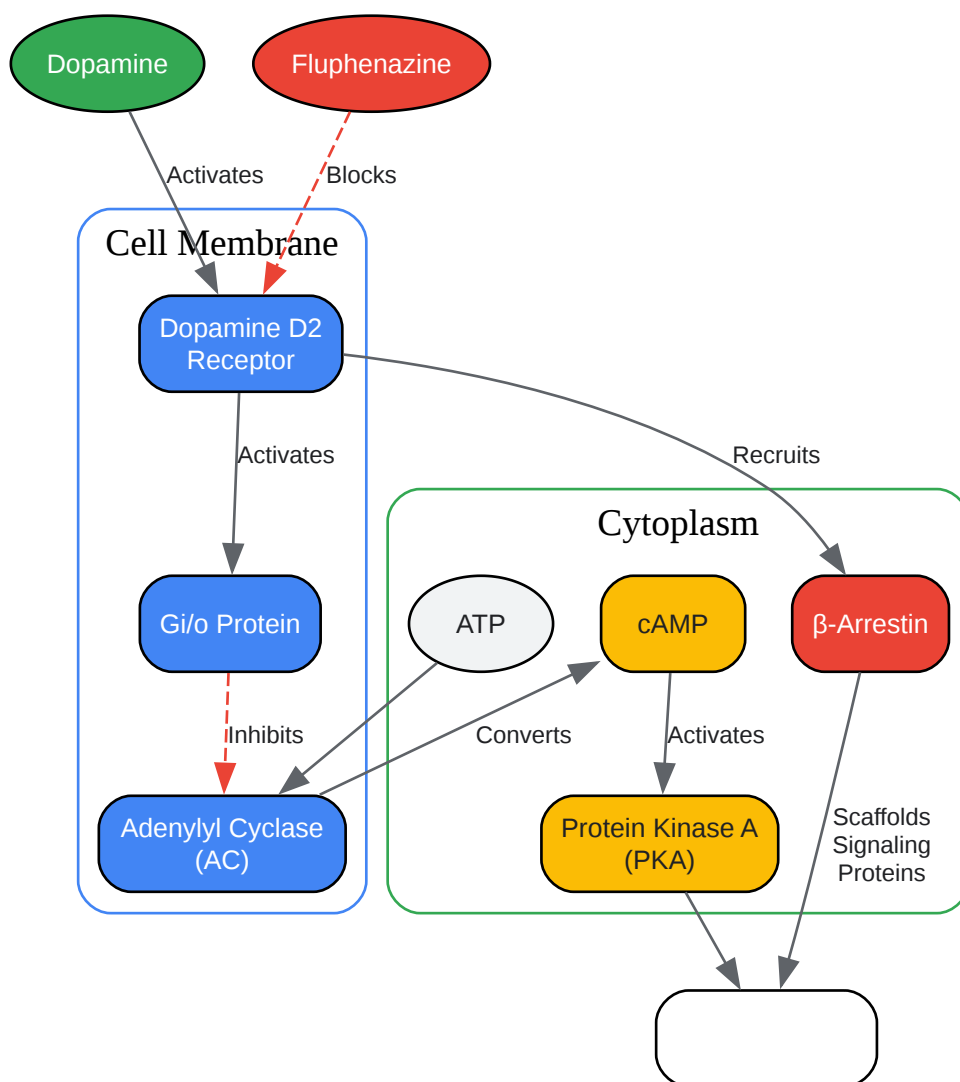 Dopamine
Fluphenazine
Activates
Blocks
Cell Membrane
Dopamine D2
Receptor
Activates
Recruits
Cytoplasm
Gi/o Protein
ATP
cAMP
β-Arrestin
Inhibits
Converts
Activates
Adenylyl Cyclase
(AC)
Protein Kinase A
(PKA)
Scaffolds
Signaling
Proteins